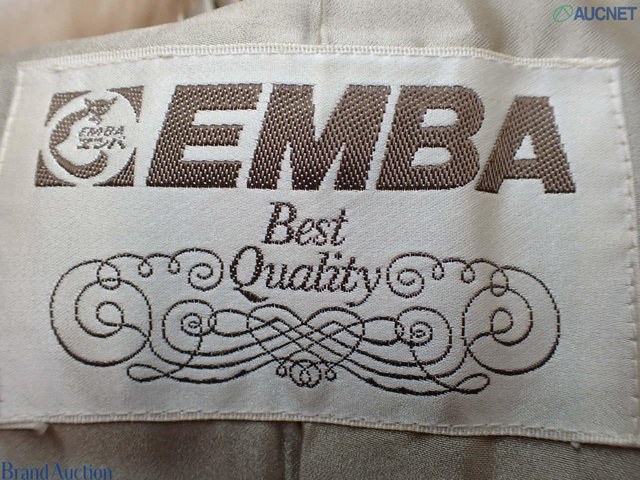 AUCNET
EMBA
EMBA
エンバ
Best
Quality
Brand Auction